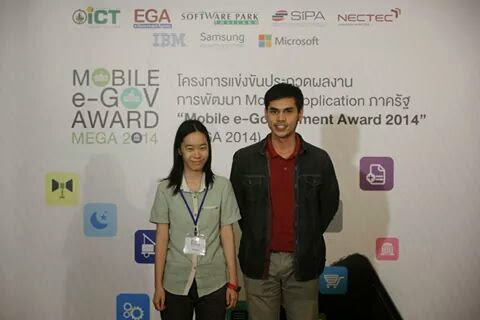 ICT
EGA
SOFTWARE PARK
THAILAND
SIPA
NECTEC
IBM
Samsung
Microsoft
MOBILE
e-GOV
AWARD
MEGA 2014
โครงการแข่งขันประกวดผลงาน
การพัฒนา Mo pplication ภาครัฐ
"Mobile e-Go ment Award 2014"
GA 2014)